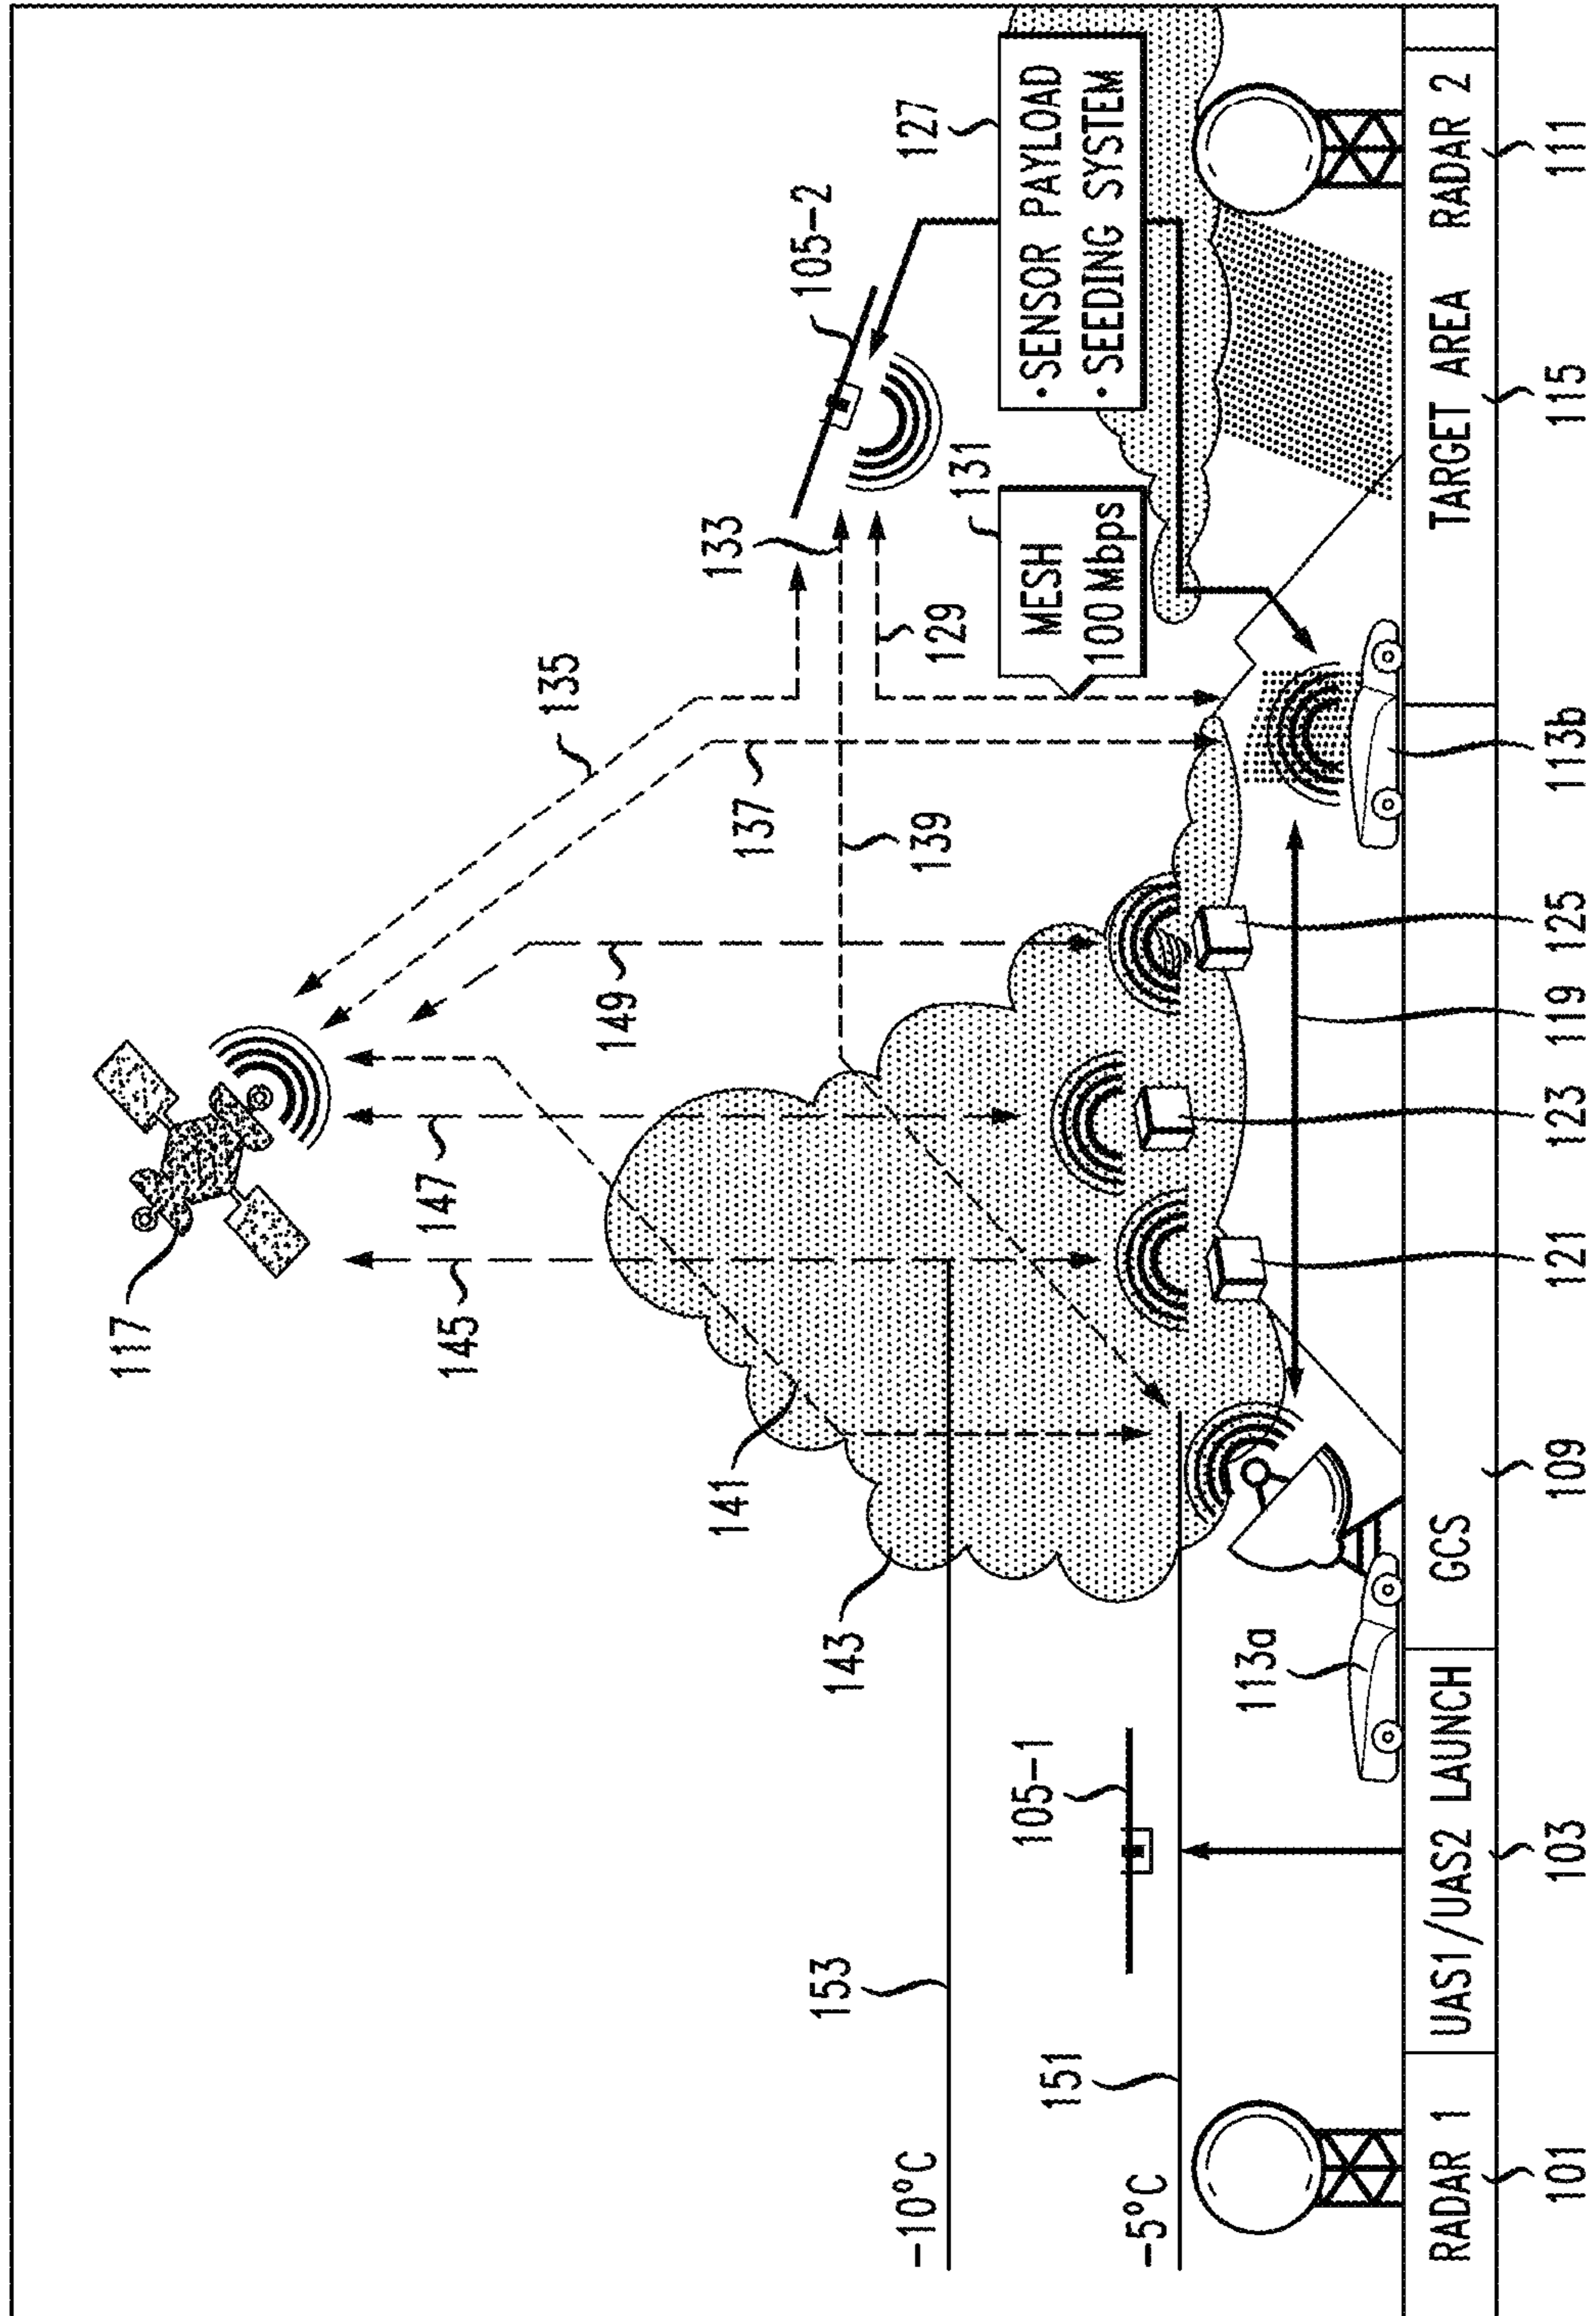 117
135
145
147
149
137
133
105-2
139
129
141
143
127
• SENSOR PAYLOAD
• SEEDING SYSTEM
131
MESH
100 Mbps
153
-10°C
105-1
151
-5°C
113a
RADAR 1
UAS1/UAS2 LAUNCH
GCS
TARGET AREA
RADAR 2
101
103
109
121
123
119
125
113b
115
111